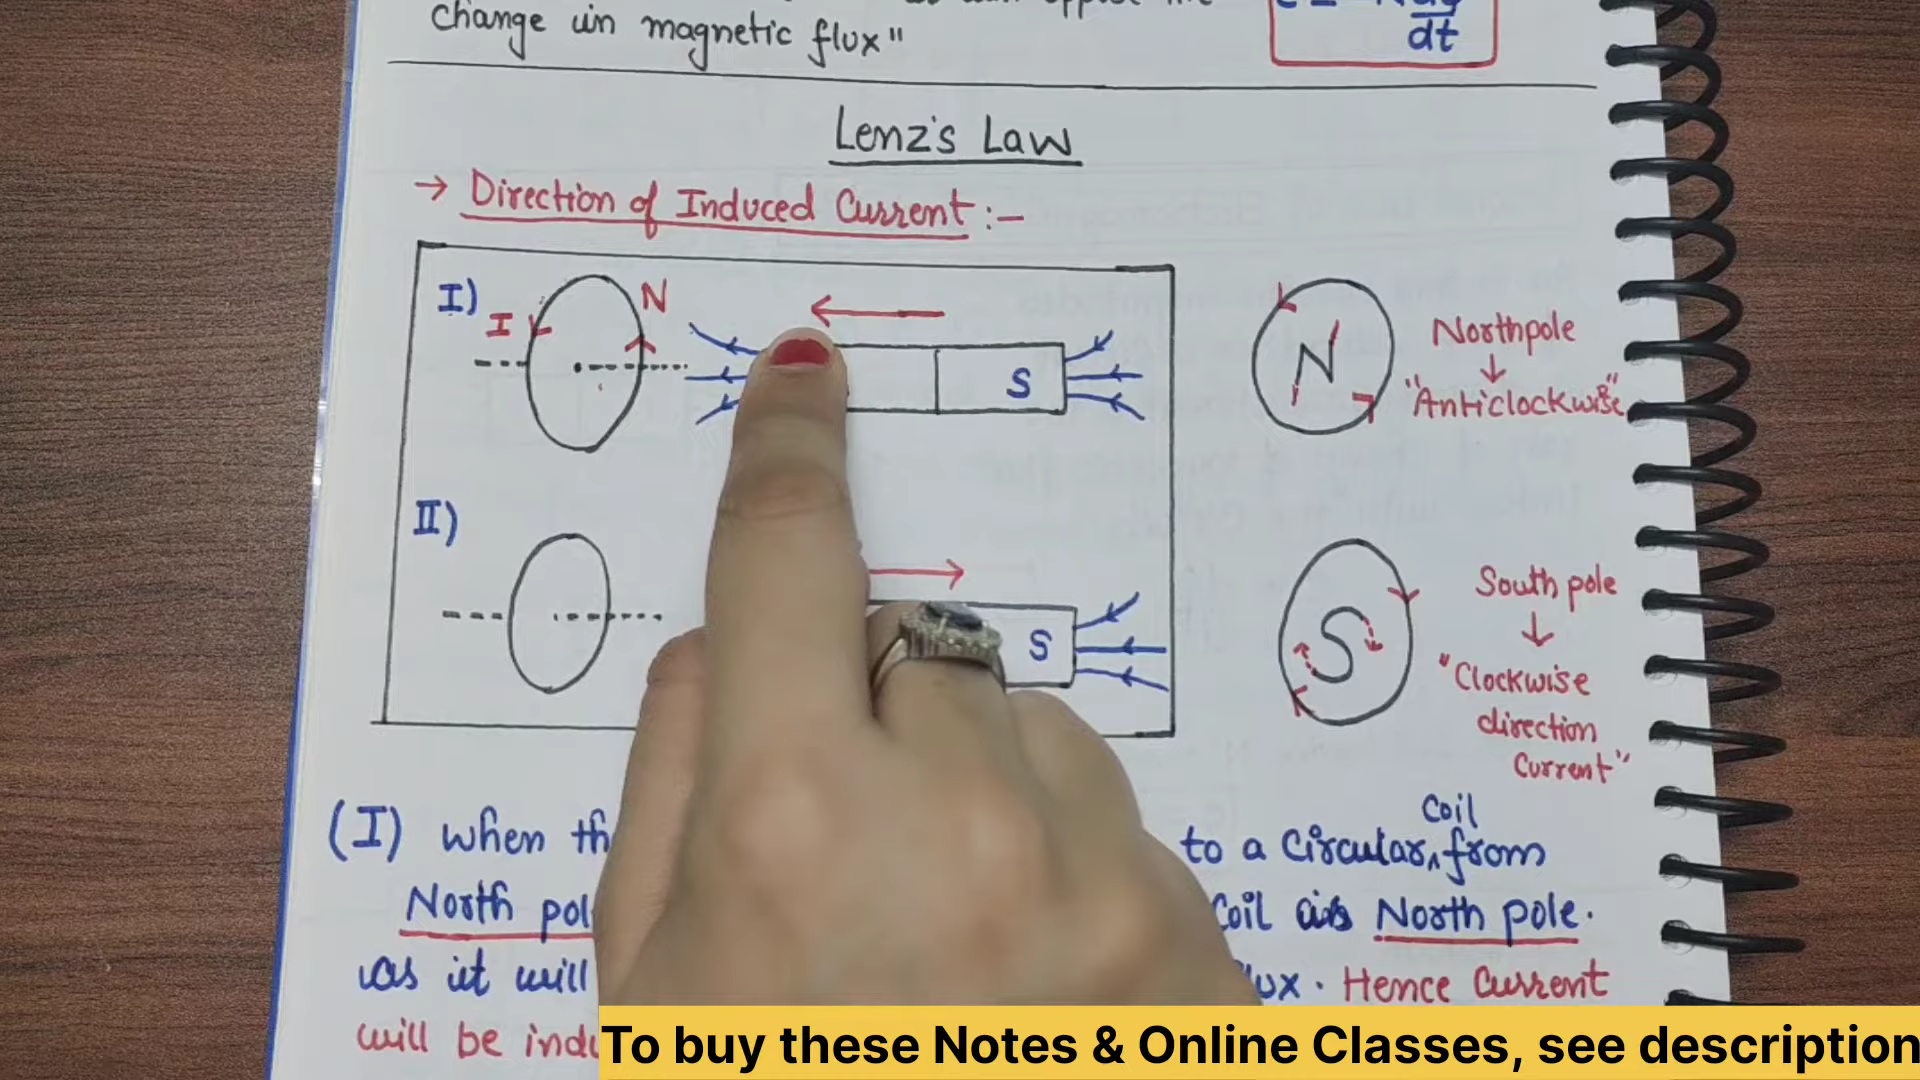 change in magnetic flux"
dt
Lenz's Law
→ Direction of Induced Current :-
I)
I
N
S
N
Northpole
↓
"Anticlockwise"
II)
S
S
South pole
↓
"Clockwise
direction
Current"
Coil
(I) when th to a Circular ^ from
North pol Coil as North pole.
as it will ux. Hence Current
will be indu
To buy these Notes & Online Classes, see description